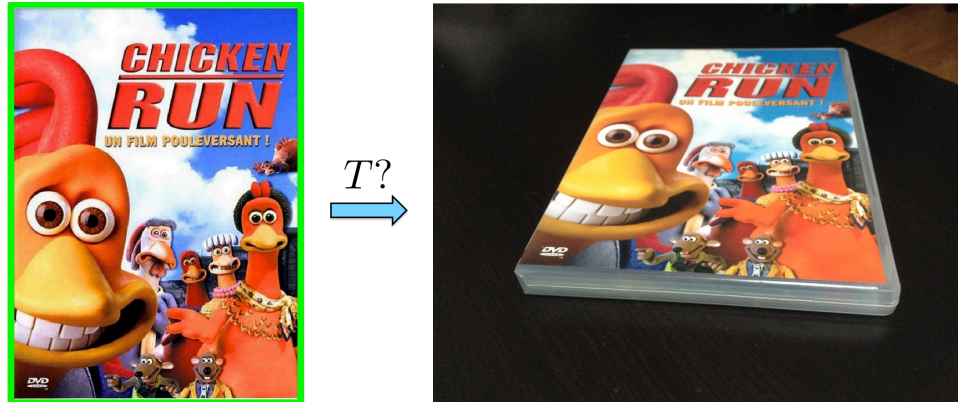 CHICKEN
RUN
UN FILM POULEVERSANT !
DVD
T?
CHICKEN
RUN
UN FILM POULEVERSANT !
DVD